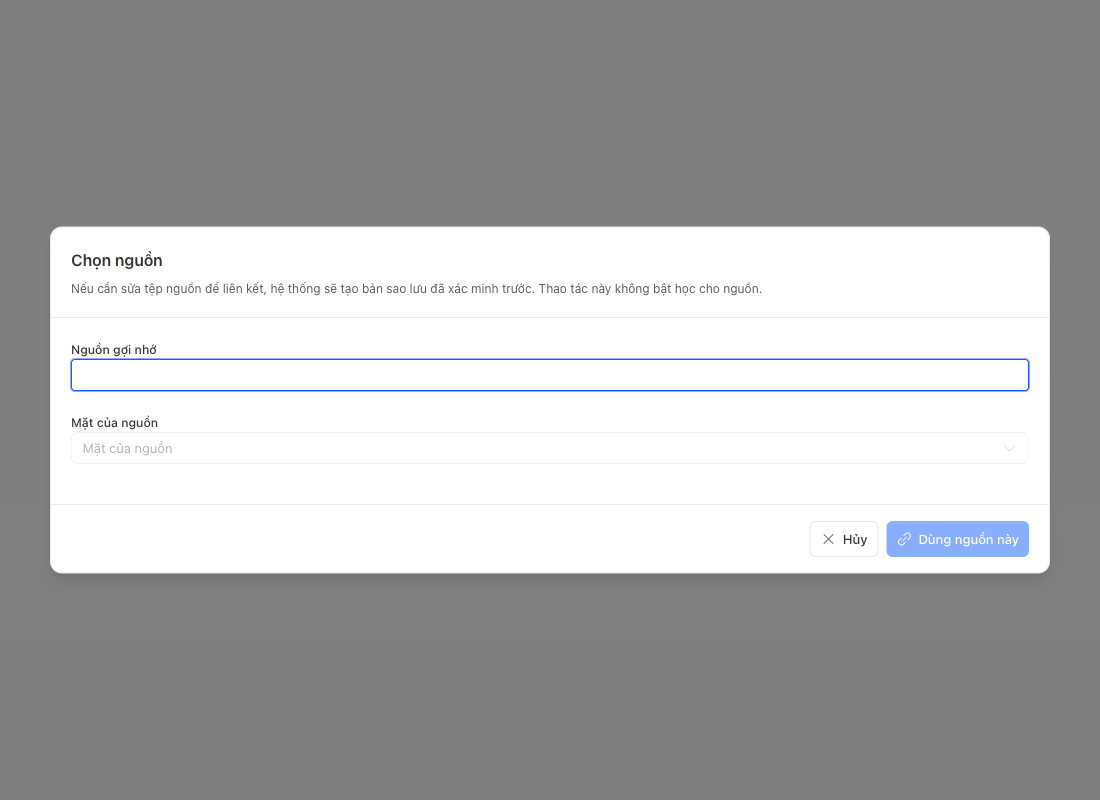 Chọn nguồn
Nếu cần sửa tệp nguồn để liên kết, hệ thống sẽ tạo bản sao lưu đã xác minh trước. Thao tác này không bật học cho nguồn.
Nguồn gợi nhớ
Mặt của nguồn
Mặt của nguồn
Hủy
Dùng nguồn này